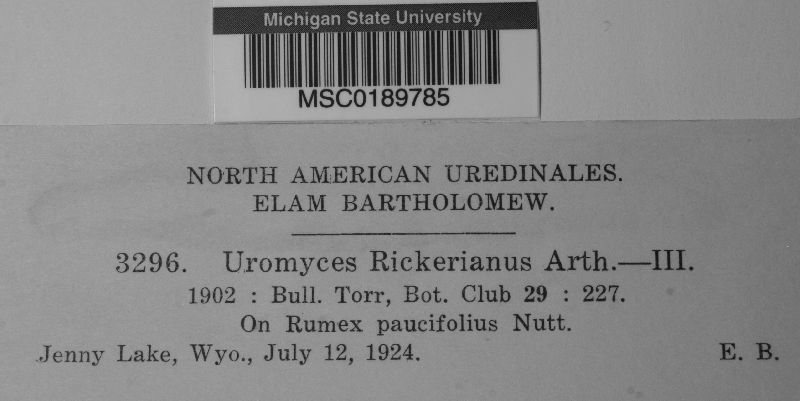 Michigan State University
MSC0189785
NORTH AMERICAN UREDINALES.
ELAM BARTHOLOMEW.
3296. Uromyces Rickerianus Arth.—III.
1902 : Bull. Torr, Bot. Club 29 : 227.
On Rumex paucifolius Nutt.
Jenny Lake, Wyo., July 12, 1924. E. B.